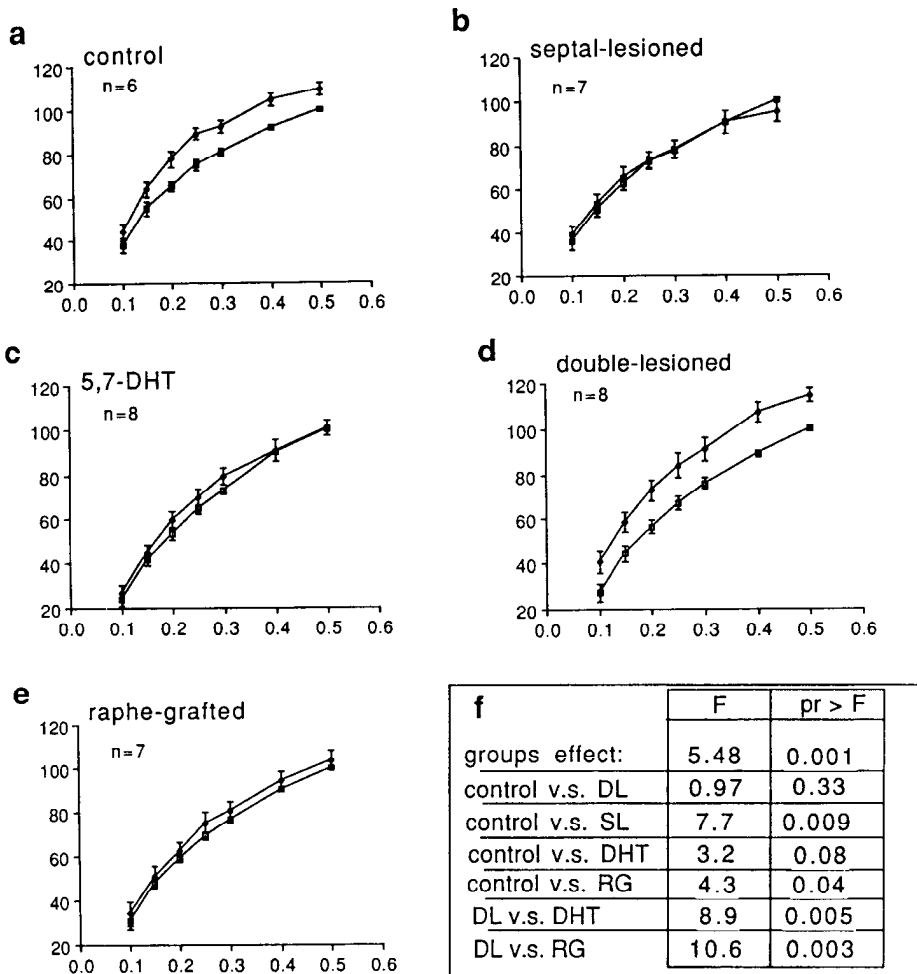 a
control
n=6
120
100
80
60
40
20
0.0 0.1 0.2 0.3 0.4 0.5 0.6
b
septal-lesioned
n=7
120
100
80
60
40
20
0.0 0.1 0.2 0.3 0.4 0.5 0.6
c
5,7-DHT
n=8
120
100
80
60
40
20
0.0 0.1 0.2 0.3 0.4 0.5 0.6
d
double-lesioned
n=8
120
100
80
60
40
20
0.0 0.1 0.2 0.3 0.4 0.5 0.6
e
raphe-grafted
n=7
120
100
80
60
40
20
0.0 0.1 0.2 0.3 0.4 0.5 0.6
f F pr > F
groups effect: 5.48 0.001
control v.s. DL 0.97 0.33
control v.s. SL 7.7 0.009
control v.s. DHT 3.2 0.08
control v.s. RG 4.3 0.04
DL v.s. DHT 8.9 0.005
DL v.s. RG 10.6 0.003